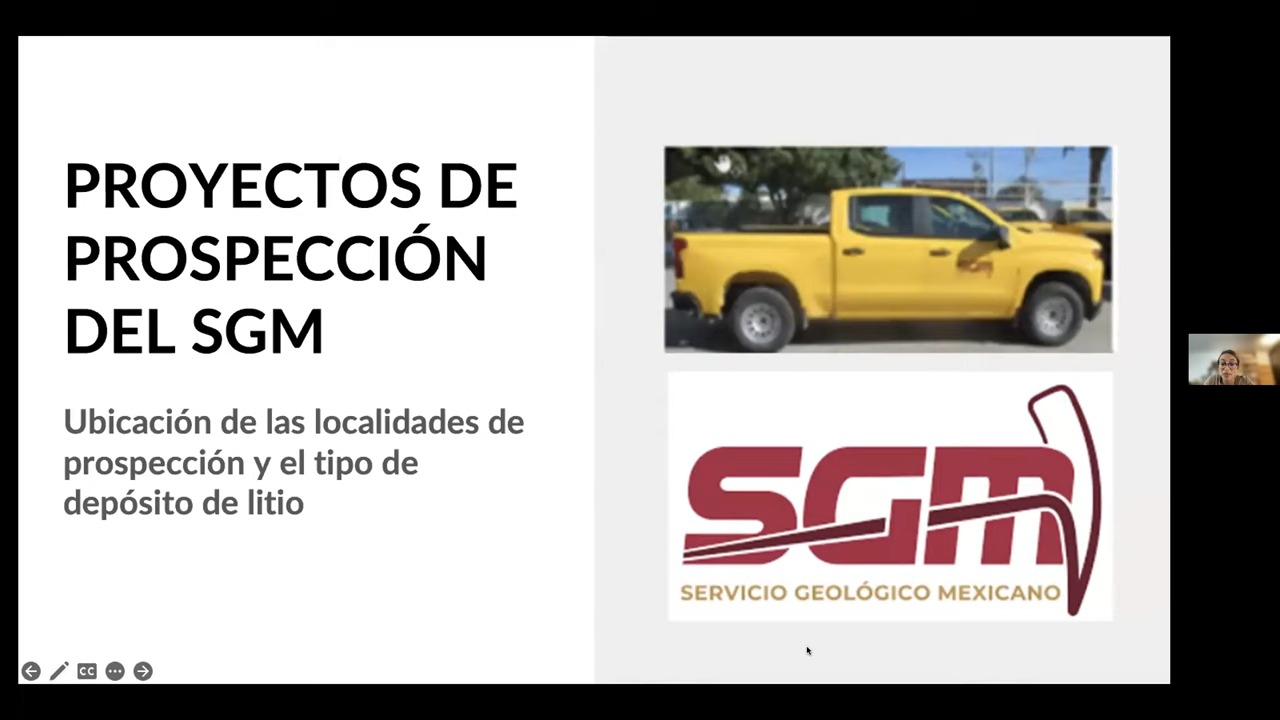 PROYECTOS DE
PROSPECCIÓN
DEL SGM
Ubicación de las localidades de
prospección y el tipo de
depósito de litio
SGM
SERVICIO GEOLÓGICO MEXICANO
CC